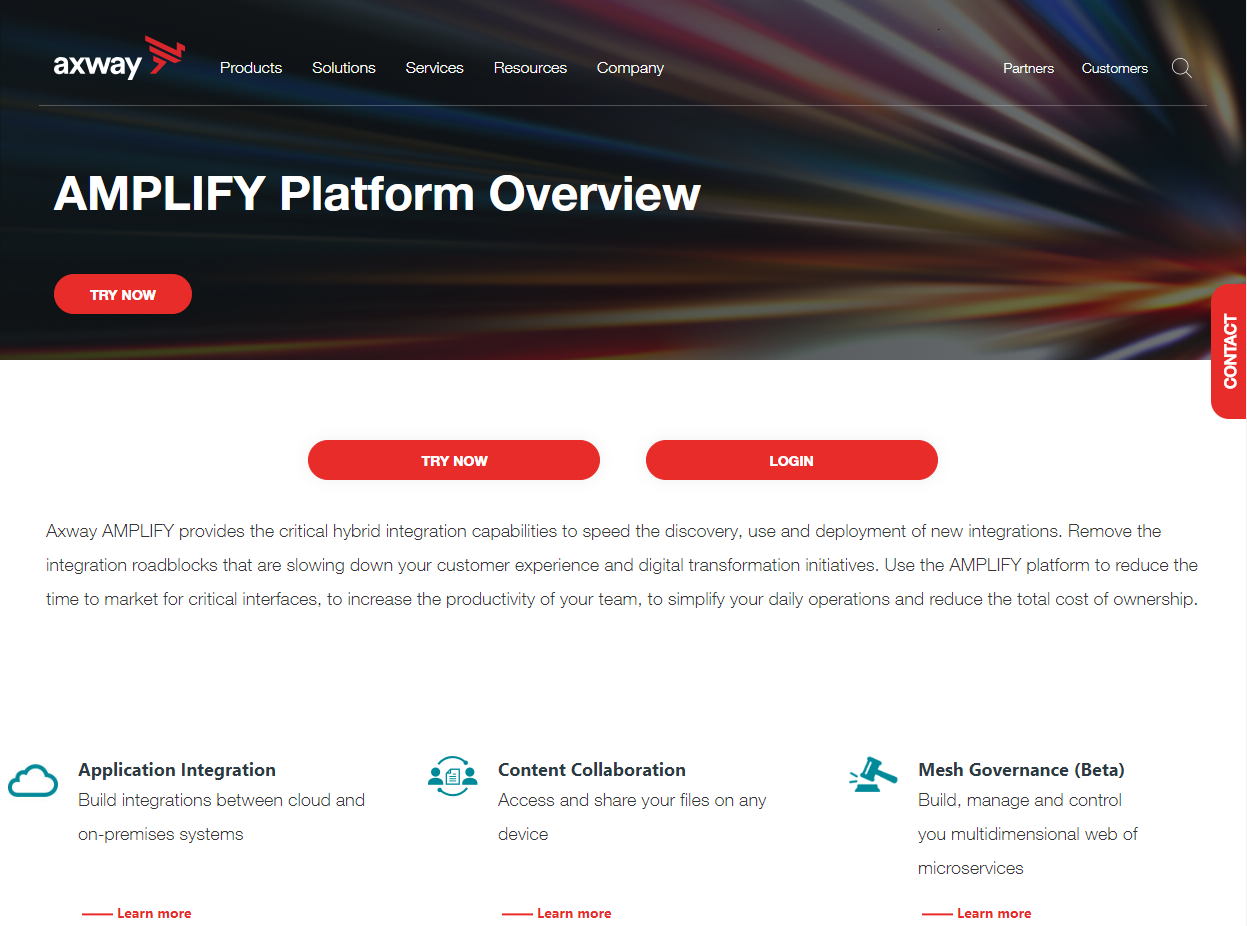 axway
Products Solutions Services Resources Company Partners Customers
AMPLIFY Platform Overview
TRY NOW
CONTACT
TRY NOW LOGIN
Axway AMPLIFY provides the critical hybrid integration capabilities to speed the discovery, use and deployment of new integrations. Remove the
integration roadblocks that are slowing down your customer experience and digital transformation initiatives. Use the AMPLIFY platform to reduce the
time to market for critical interfaces, to increase the productivity of your team, to simplify your daily operations and reduce the total cost of ownership.
Application Integration
Build integrations between cloud and
on-premises systems
Learn more
Content Collaboration
Access and share your files on any
device
Learn more
Mesh Governance (Beta)
Build, manage and control
you multidimensional web of
microservices
Learn more